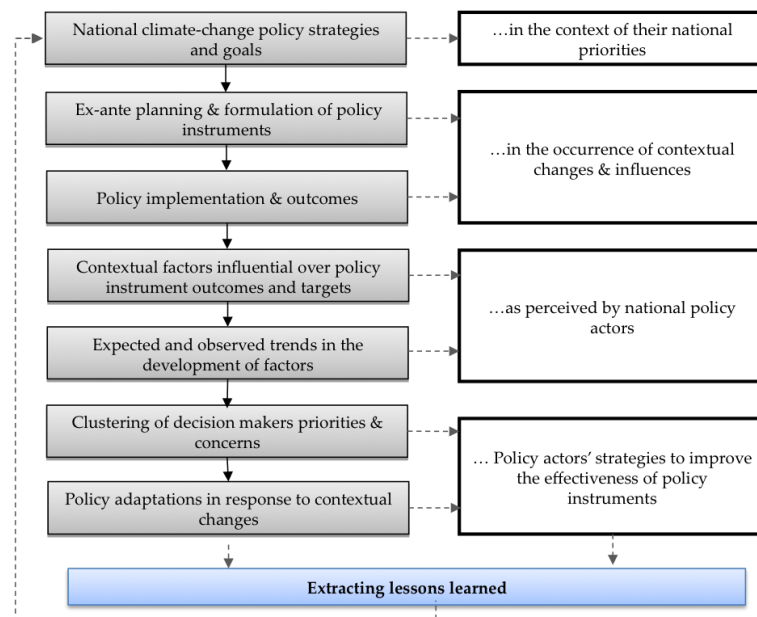 National climate-change policy strategies
and goals
…in the context of their national
priorities
Ex-ante planning & formulation of policy
instruments
…in the occurrence of contextual
changes & influences
Policy implementation & outcomes
Contextual factors influential over policy
instrument outcomes and targets
…as perceived by national policy
actors
Expected and observed trends in the
development of factors
Clustering of decision makers priorities &
concerns
… Policy actors’ strategies to improve
the effectiveness of policy
instruments
Policy adaptations in response to contextual
changes
Extracting lessons learned